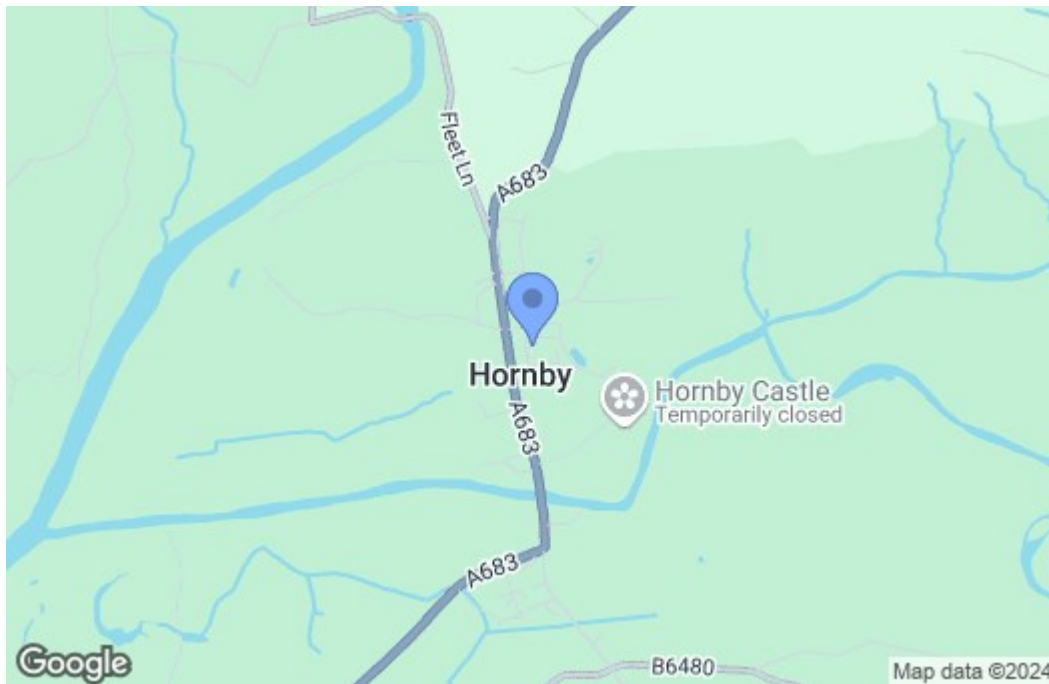 Fleet Ln
A683
Hornby
Hornby Castle
Temporarily closed
A683
A683
B6480
Google
Map data ©2024